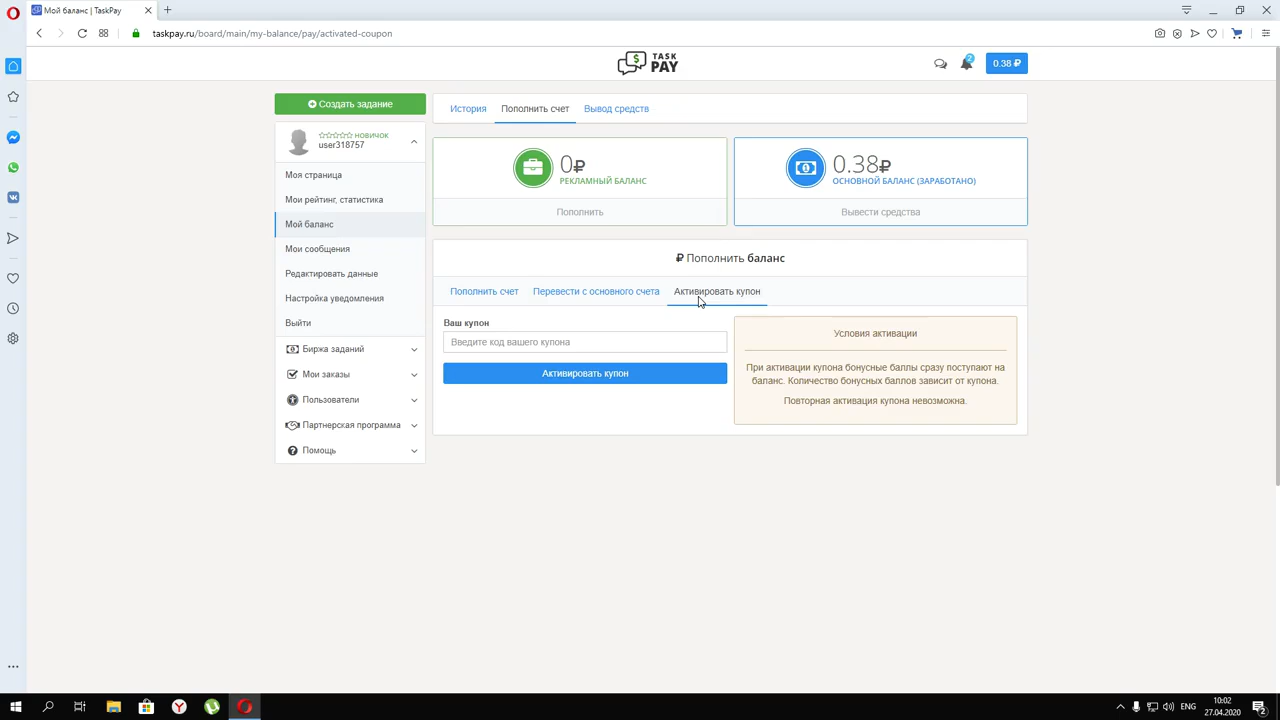 Мой баланс | TaskPay
taskpay.ru/board/main/my-balance/pay/activated-coupon
TASK
PAY
2
0.38 ₽
Создать задание
новичок
user318757
Моя страница
Мои рейтинг, статистика
Мой баланс
Мои сообщения
Редактировать данные
Настройка уведомления
Выйти
Биржа заданий
Мои заказы
Пользователи
Партнерская программа
Помощь
История
Пополнить счет
Вывод средств
0₽
РЕКЛАМНЫЙ БАЛАНС
Пополнить
0.38₽
ОСНОВНОЙ БАЛАНС (ЗАРАБОТАНО)
Вывести средства
₽ Пополнить баланс
Пополнить счет
Перевести с основного счета
Активировать купон
Ваш купон
Введите код вашего купона
Активировать купон
Условия активации
При активации купона бонусные баллы сразу поступают на
баланс. Количество бонусных баллов зависит от купона.
Повторная активация купона невозможна.
ENG
10:02
27.04.2020
2